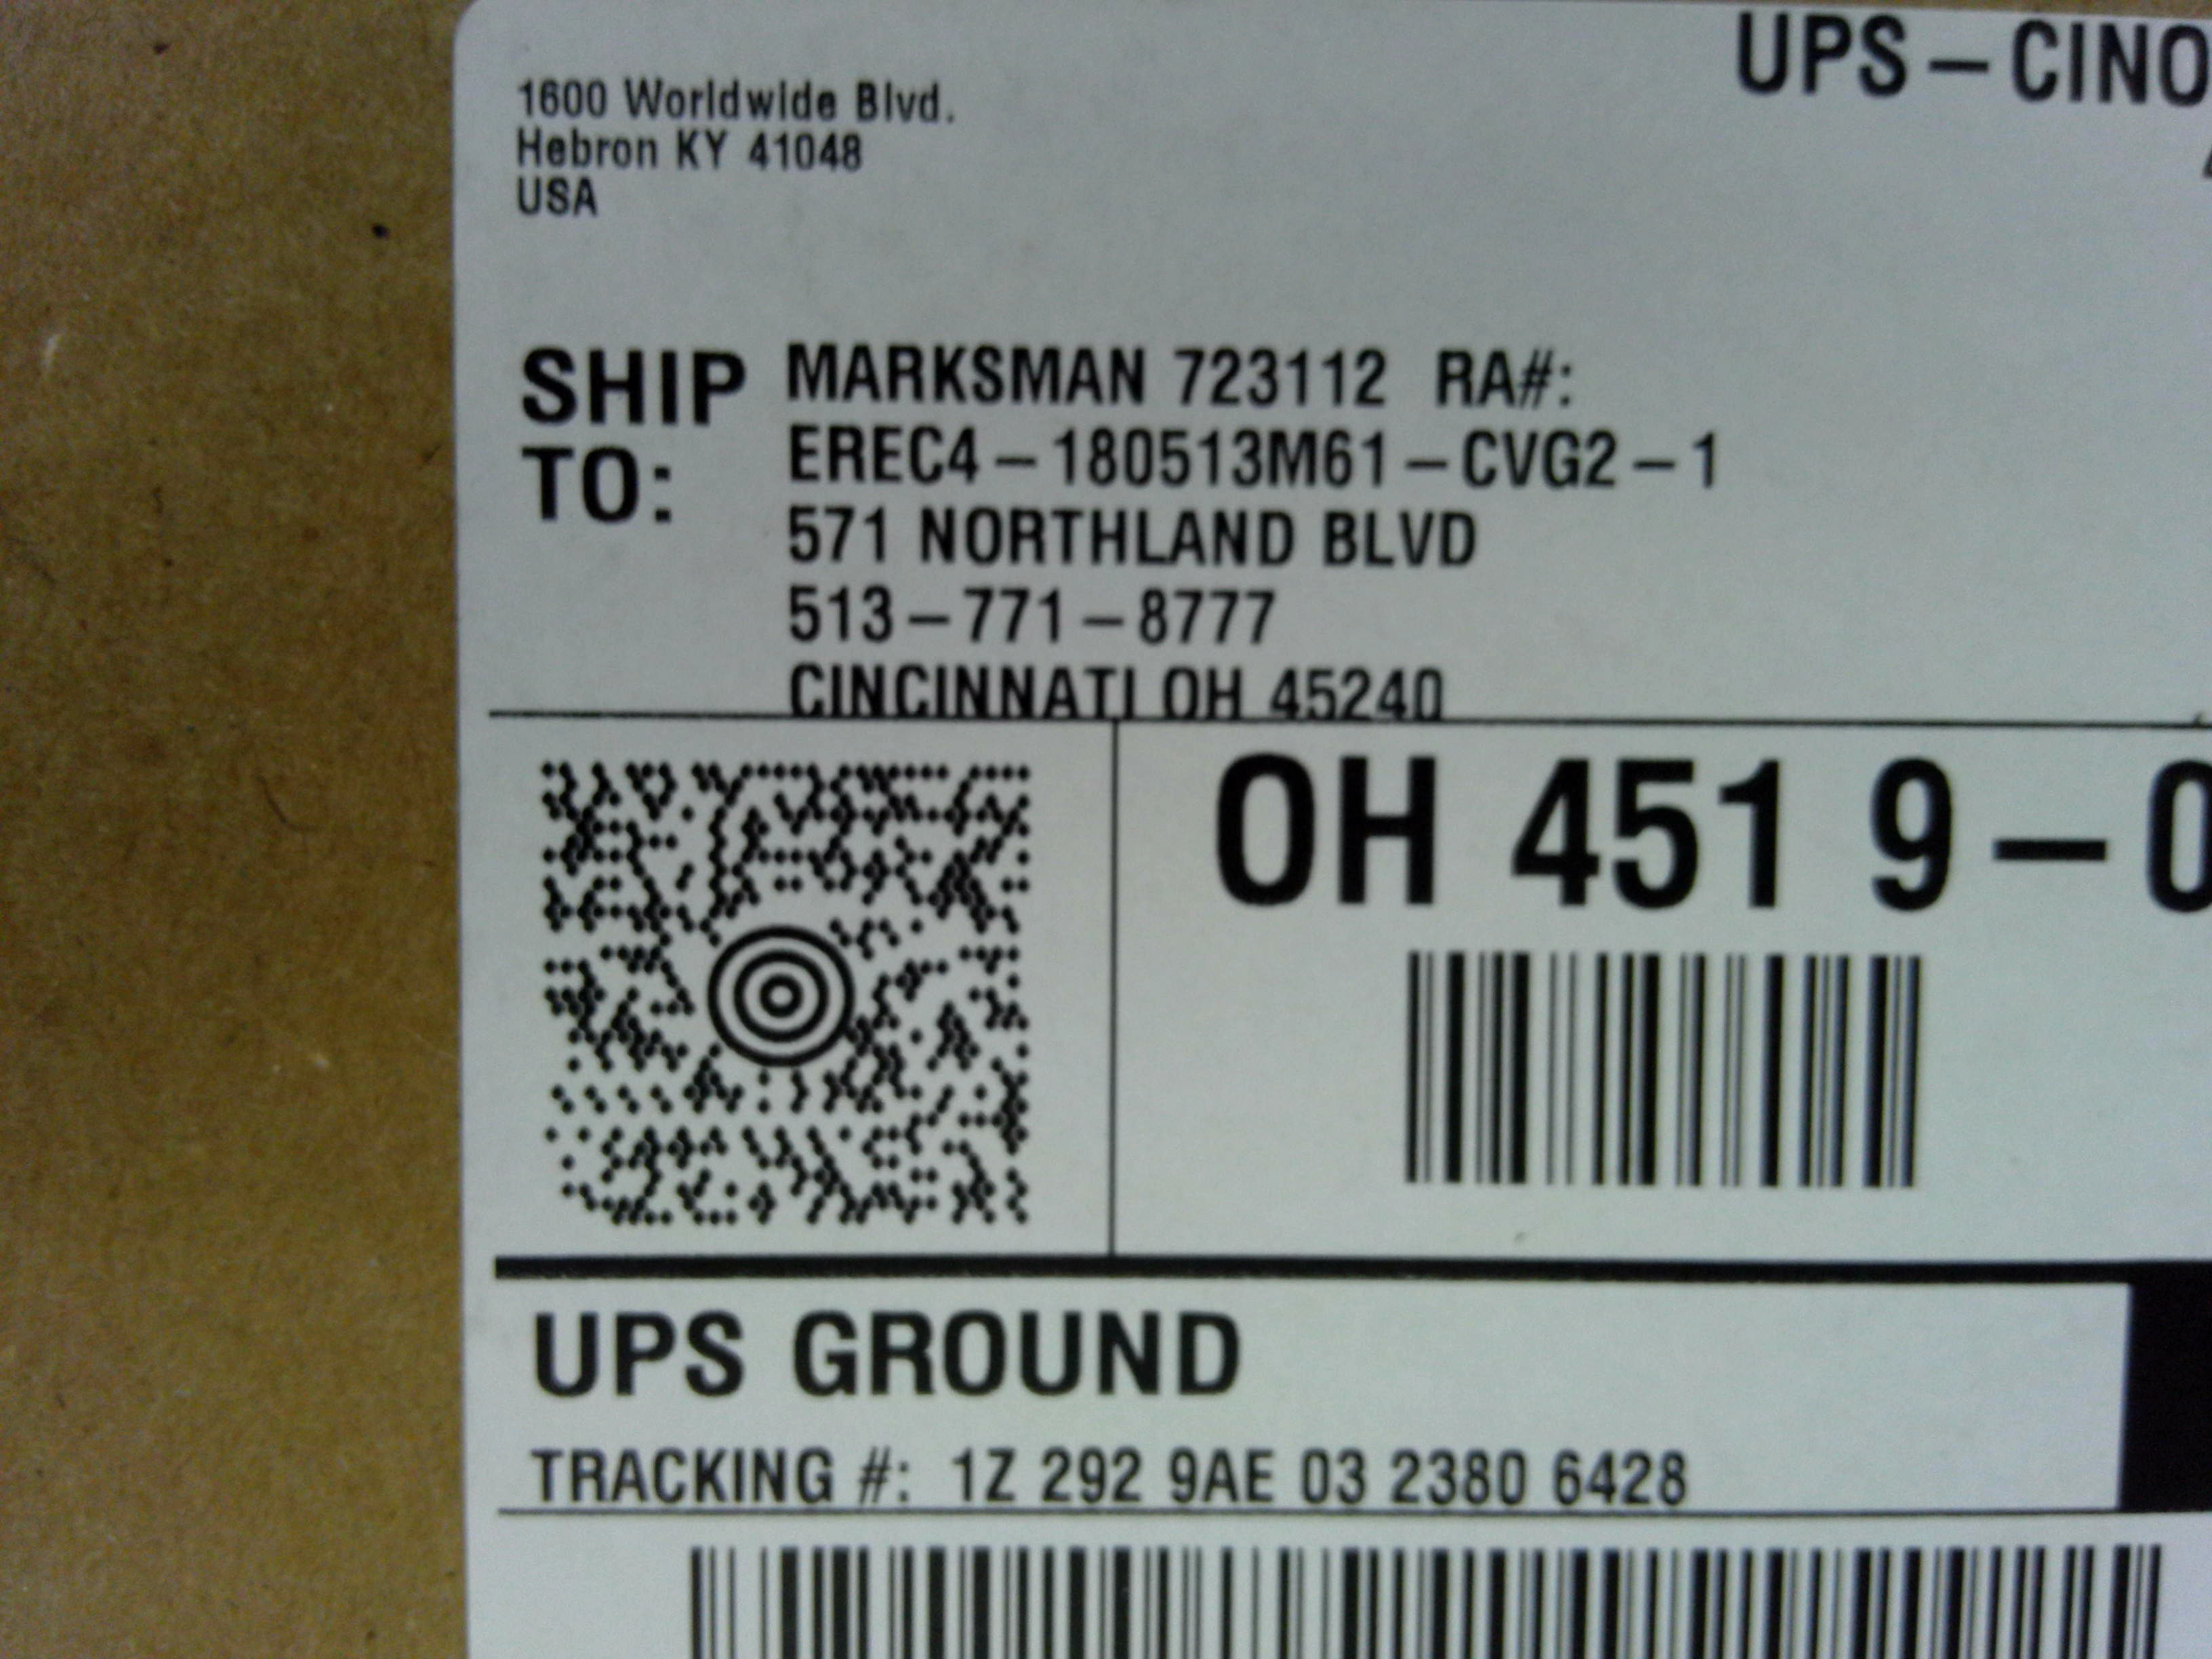 UPS – CINO
1600 Worldwide Blvd.
Hebron KY 41048
USA
SHIP TO:
MARKSMAN 723112 RA#:
EREC4 – 180513M61 – CVG2 – 1
571 NORTHLAND BLVD
513 – 771 – 8777
CINCINNATI OH 45240
OH 451 9 – 0
UPS GROUND
TRACKING #: 1Z 292 9AE 03 2380 6428